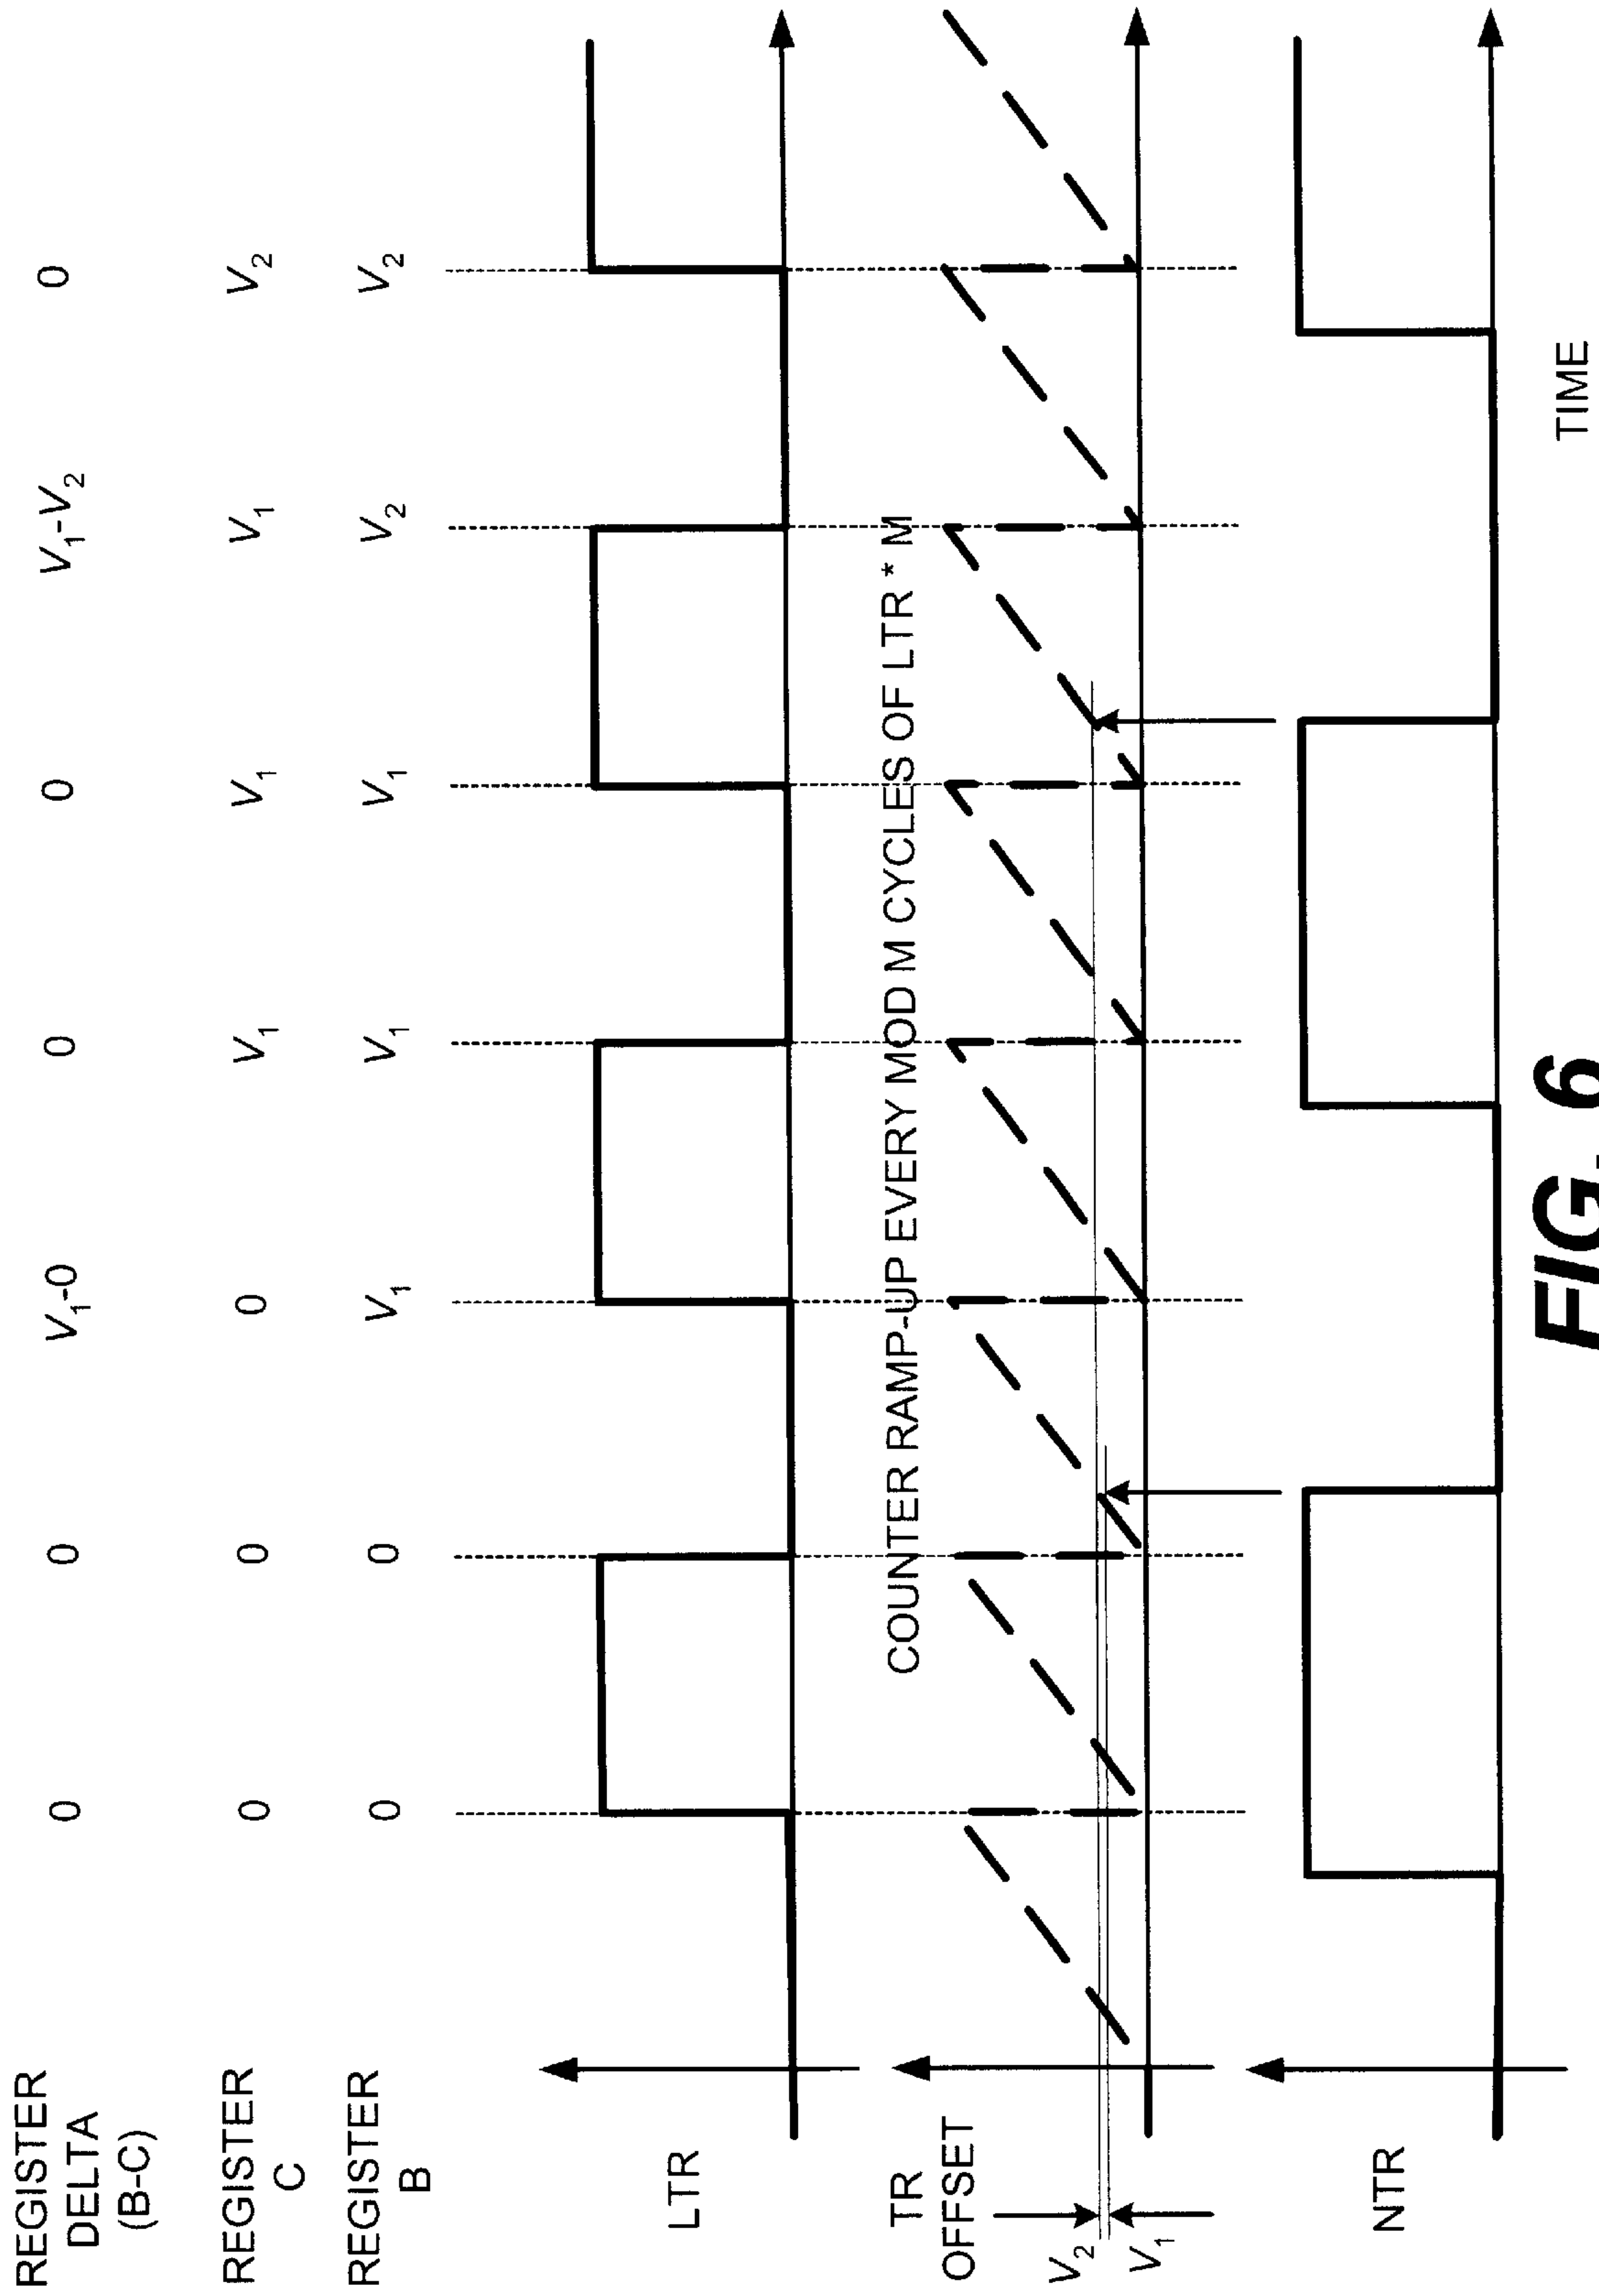 REGISTER
DELTA
(B-C)
0
0
V₁-0
0
0
V₁-V₂
0
REGISTER
C
0
0
0
V₁
V₁
V₁
V₂
REGISTER
B
0
0
V₁
V₁
V₁
V₂
V₂
LTR
COUNTER RAMP-UP EVERY MOD M CYCLES OF LTR * M
TR
OFFSET
V₂
V₁
NTR
TIME
FIG. 6